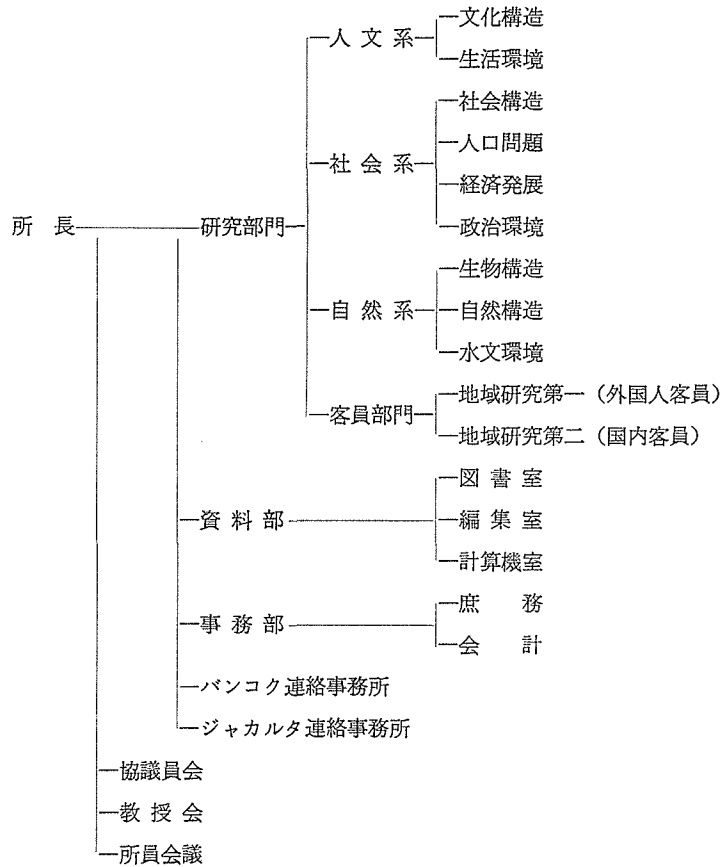 文化構造
人文系
生活環境
社会構造
人口問題
社会系
経済発展
所長 研究部門 政治環境
生物構造
自然系 自然構造
水文環境
地域研究第一（外国人客員）
客員部門
地域研究第二（国内客員）
図書室
資料部 編集室
計算機室
庶務
事務部
会計
バンコク連絡事務所
ジャカルタ連絡事務所
協議員会
教授会
所員会議